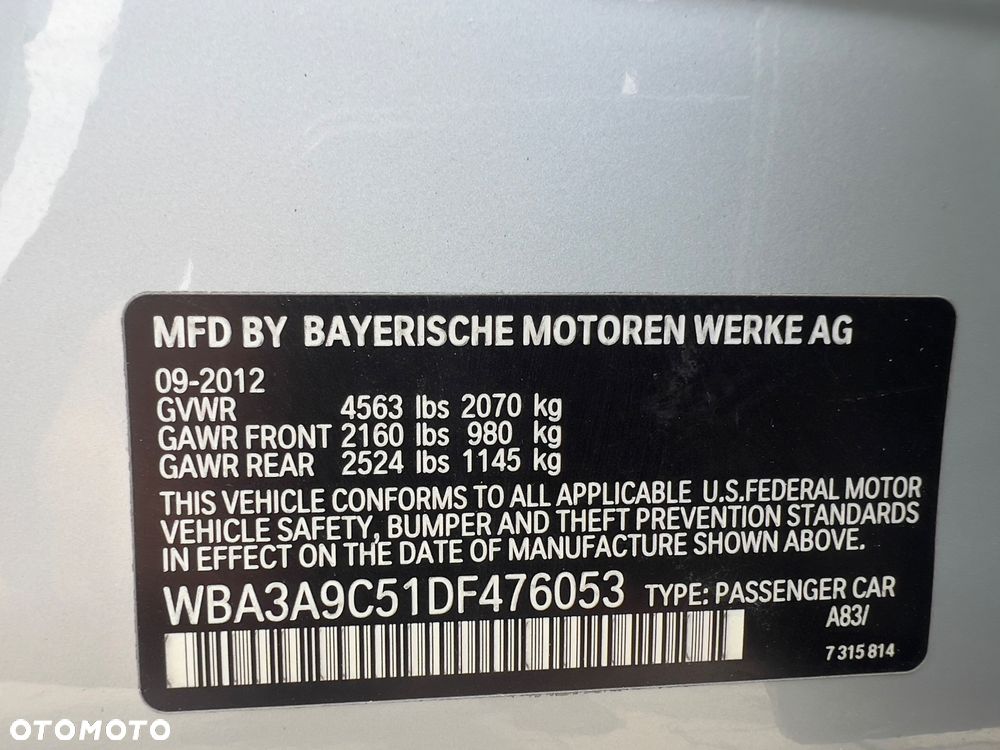 MFD BY BAYERISCHE MOTOREN WERKE AG
09-2012
GVWR 4563 lbs 2070 kg
GAWR FRONT 2160 lbs 980 kg
GAWR REAR 2524 lbs 1145 kg
THIS VEHICLE CONFORMS TO ALL APPLICABLE U.S.FEDERAL MOTOR
VEHICLE SAFETY, BUMPER AND THEFT PREVENTION STANDARDS
IN EFFECT ON THE DATE OF MANUFACTURE SHOWN ABOVE.
WBA3A9C51DF476053 TYPE: PASSENGER CAR
A83/
7 315 814
OTOMOTO